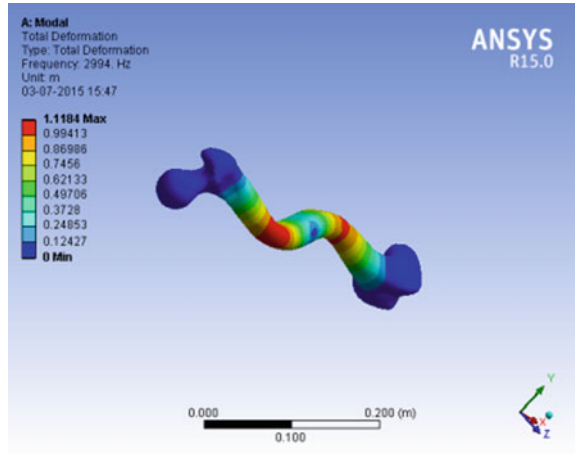 A: Modal
Total Deformation
Type: Total Deformation
Frequency: 2994. Hz
Unit: m
03-07-2015 15:47
ANSYS
R15.0
1.1184 Max
0.99413
0.86986
0.7456
0.62133
0.49706
0.3728
0.24853
0.12427
0 Min
Y
X
Z
0.000
0.200 (m)
0.100